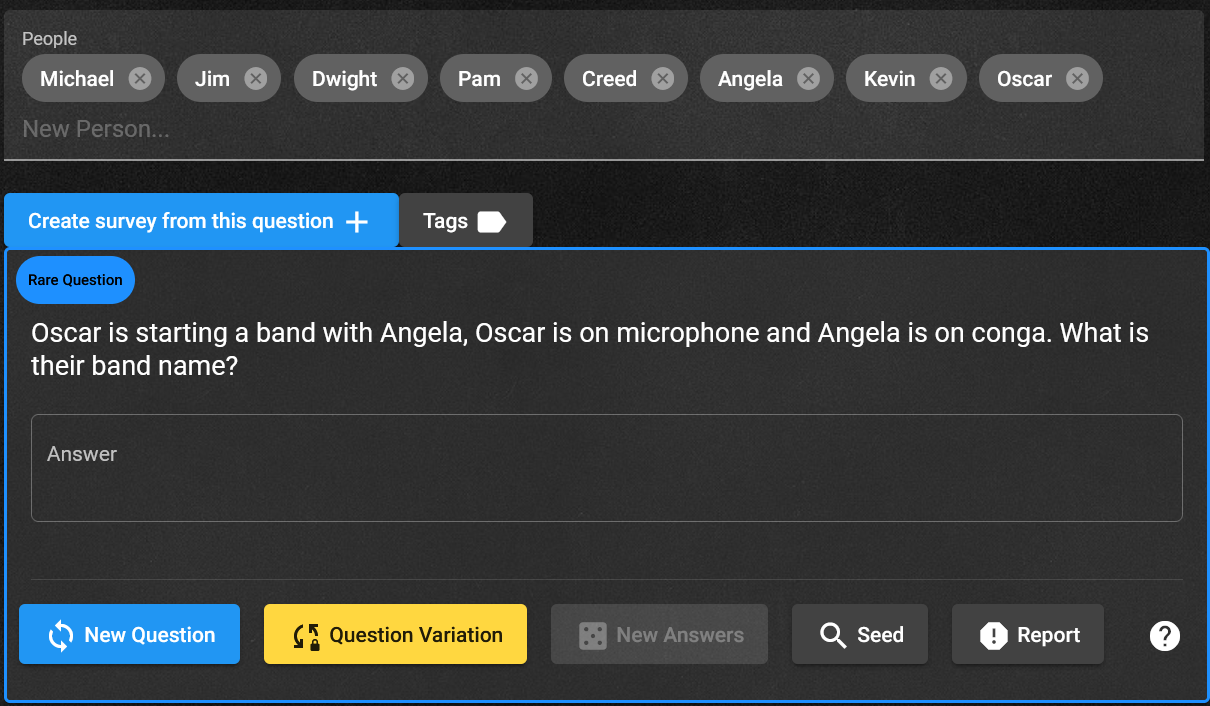 People
Michael Jim Dwight Pam Creed Angela Kevin Oscar
New Person...
Create survey from this question Tags
Rare Question
Oscar is starting a band with Angela, Oscar is on microphone and Angela is on conga. What is
their band name?
Answer
New Question Question Variation New Answers Seed Report ?